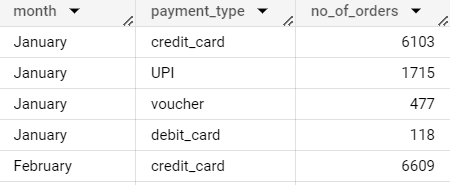 month payment_type no_of_orders
January credit_card 6103
January UPI 1715
January voucher 477
January debit_card 118
February credit_card 6609